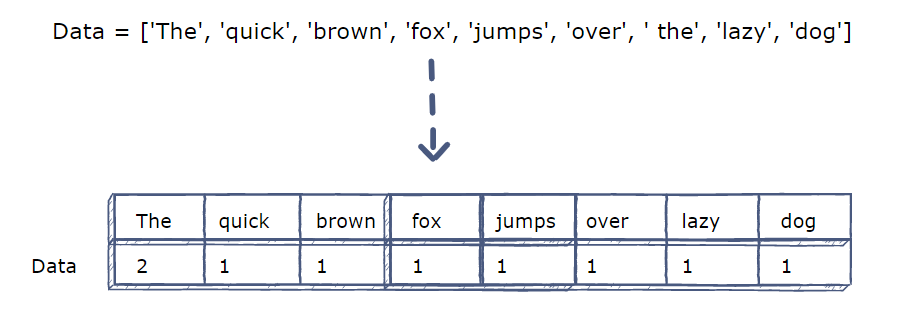 Data = ['The', 'quick', 'brown', 'fox', 'jumps', 'over', ' the', 'lazy', 'dog']
The quick brown fox jumps over lazy dog
Data 2 1 1 1 1 1 1 1